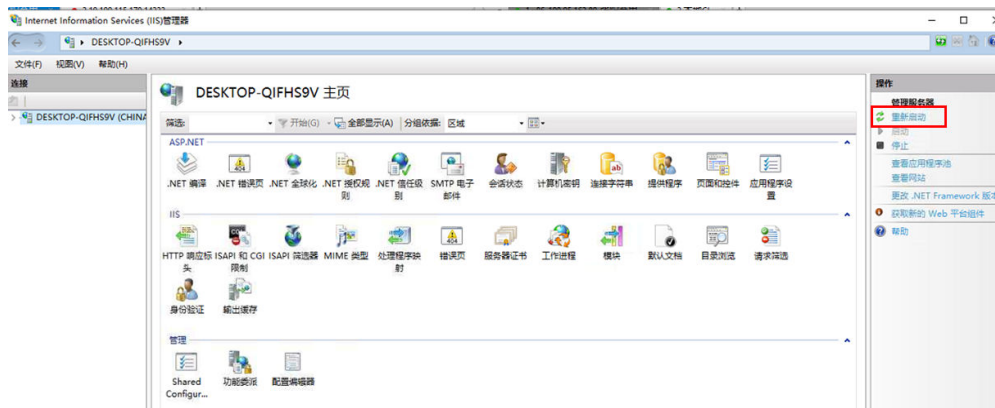 Internet Information Services (IIS)管理器
DESKTOP-QIFHS9V
文件(F) 视图(V) 帮助(H)
连接
DESKTOP-QIFHS9V (CHINA
DESKTOP-QIFHS9V 主页
筛选: 开始(G) 全部显示(A) 分组依据: 区域
ASP.NET
.NET 编译 .NET 错误页 .NET 全球化 .NET 授权规则 .NET 信任级别 SMTP 电子邮件 会话状态 计算机密钥 连接字符串 提供程序 页面和控件 应用程序设置
IIS
HTTP 响应标头 ISAPI 和 CGI 限制 ISAPI 筛选器 MIME 类型 处理程序映射 错误页 服务器证书 工作进程 模块 默认文档 目录浏览 请求筛选
身份验证 输出缓存
管理
Shared Configur... 功能委派 配置编辑器
操作
管理服务器
重新启动
启动
停止
查看应用程序池
查看网站
更改 .NET Framework 版本
获取新的 Web 平台组件
帮助